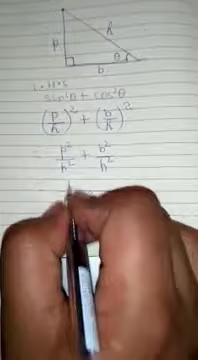 p
h
b
θ
L.H.S
sin²θ + cos²θ
(p/h)² + (b/h)²
p²/h² + b²/h²